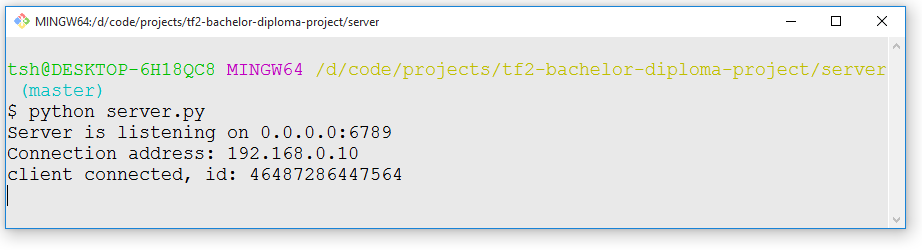 MINGW64:/d/code/projects/tf2-bachelor-diploma-project/server
tsh@DESKTOP-6H18QC8 MINGW64 /d/code/projects/tf2-bachelor-diploma-project/server
(master)
$ python server.py
Server is listening on 0.0.0.0:6789
Connection address: 192.168.0.10
client connected, id: 46487286447564